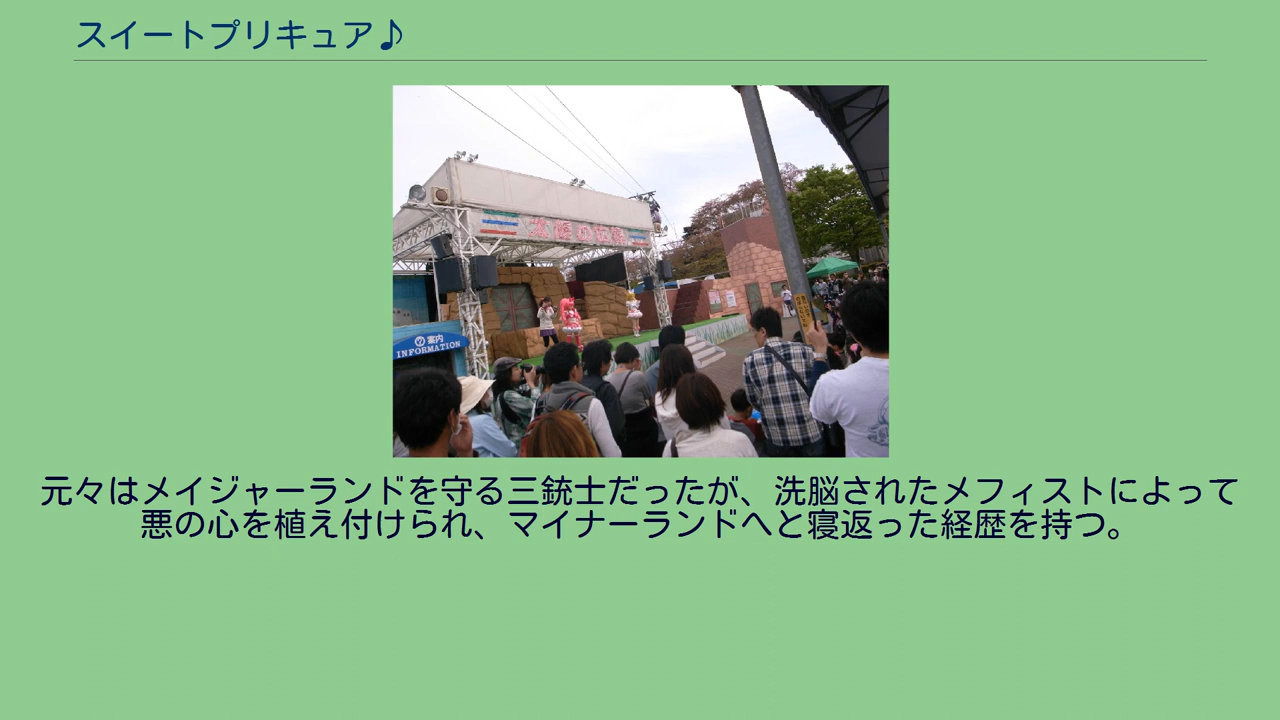 スイートプリキュア♪
案内
INFORMATION
元々はメイジャーランドを守る三銃士だったが、洗脳されたメフィストによって
悪の心を植え付けられ、マイナーランドへと寝返った経歴を持つ。